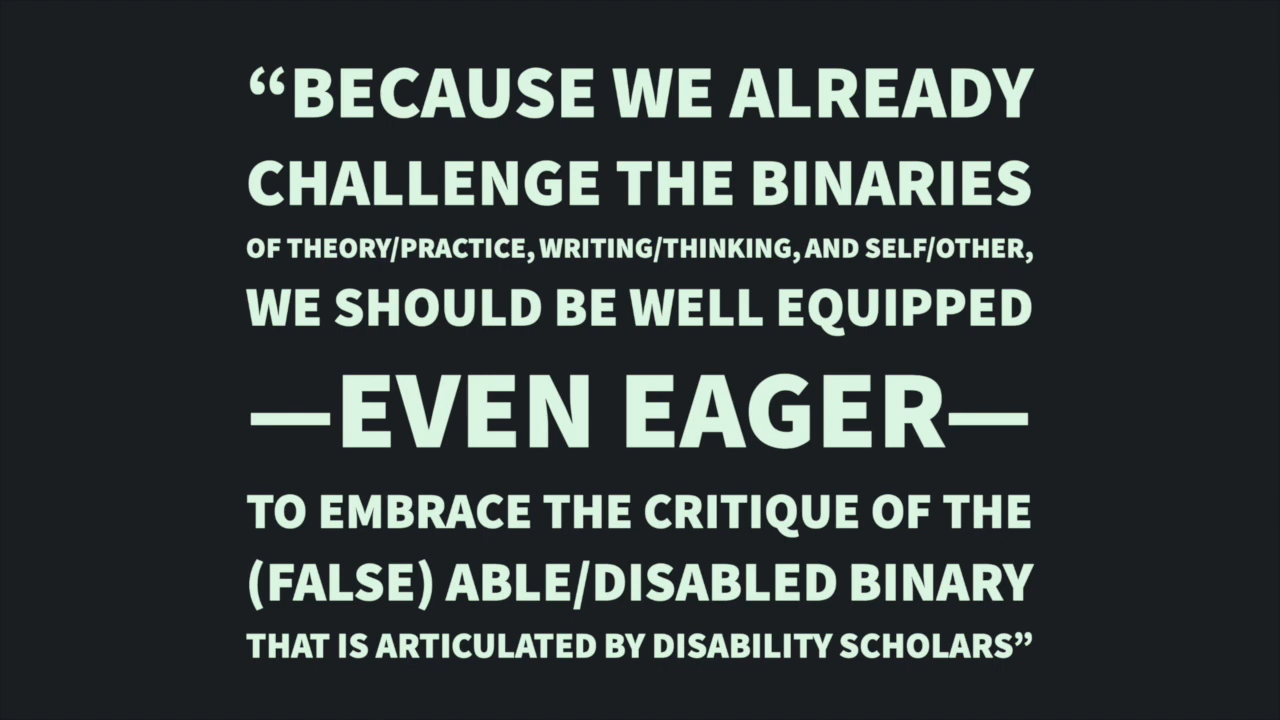 “BECAUSE WE ALREADY
CHALLENGE THE BINARIES
OF THEORY/PRACTICE, WRITING/THINKING, AND SELF/OTHER,
WE SHOULD BE WELL EQUIPPED
—EVEN EAGER—
TO EMBRACE THE CRITIQUE OF THE
(FALSE) ABLE/DISABLED BINARY
THAT IS ARTICULATED BY DISABILITY SCHOLARS”